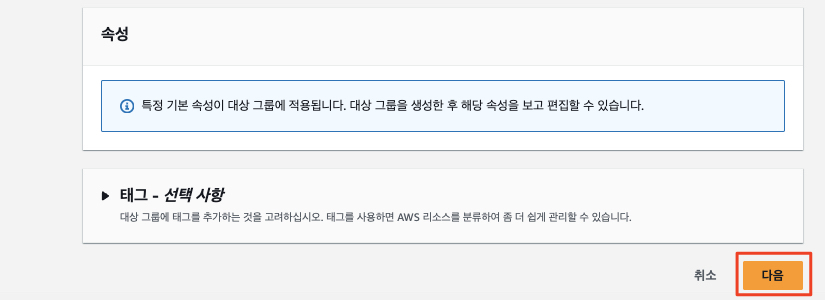 속성
특정 기본 속성이 대상 그룹에 적용됩니다. 대상 그룹을 생성한 후 해당 속성을 보고 편집할 수 있습니다.
태그 - 선택 사항
대상 그룹에 태그를 추가하는 것을 고려하십시오. 태그를 사용하면 AWS 리소스를 분류하여 좀 더 쉽게 관리할 수 있습니다.
취소 다음